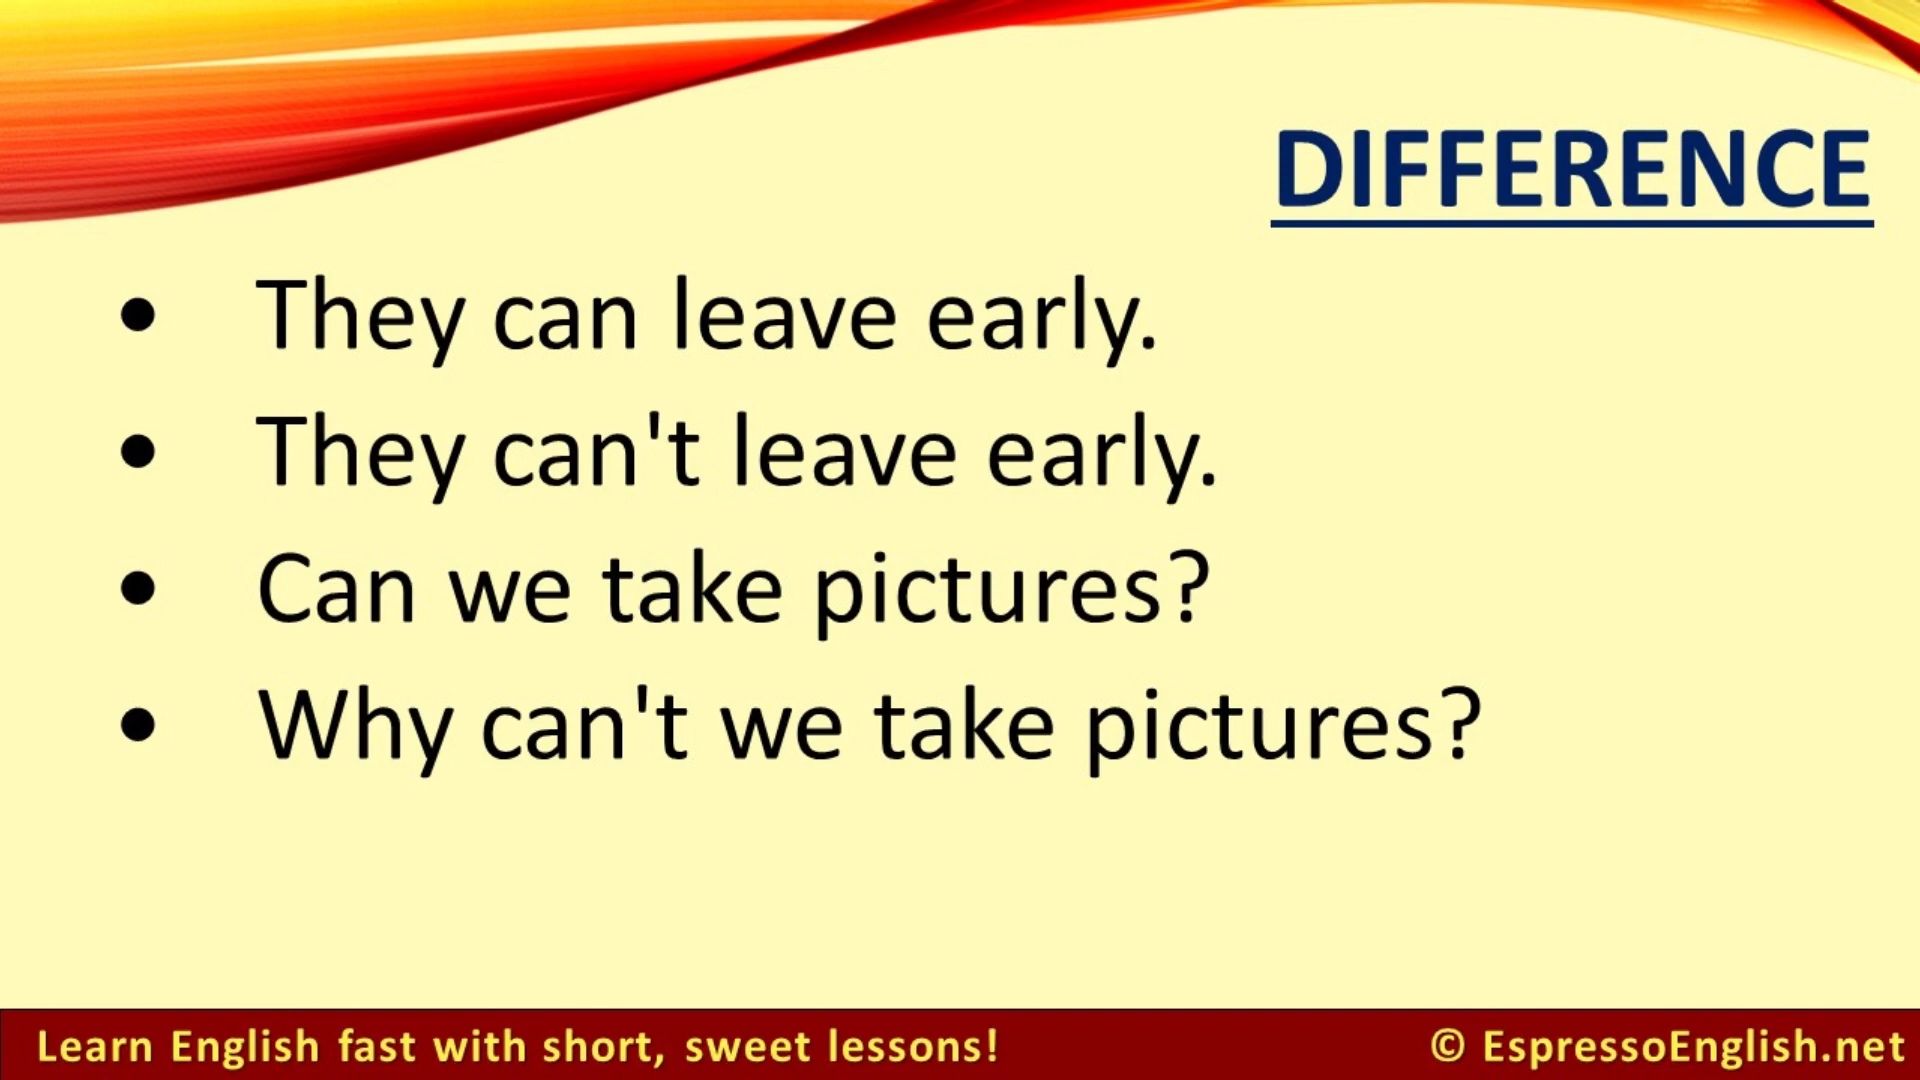 DIFFERENCE
• They can leave early.
• They can't leave early.
• Can we take pictures?
• Why can't we take pictures?
Learn English fast with short, sweet lessons! © EspressoEnglish.net